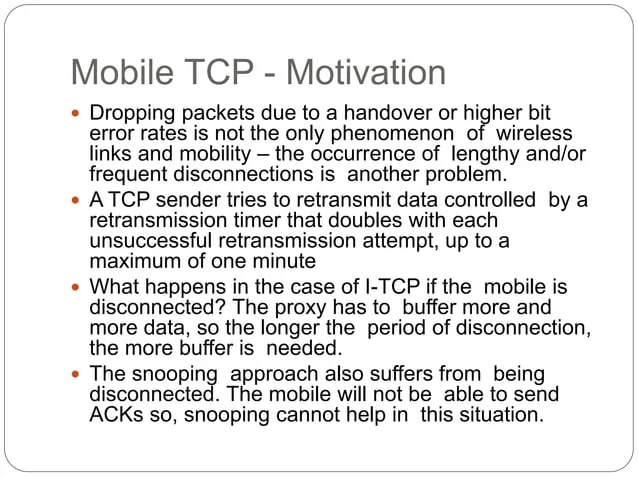 Mobile TCP - Motivation
• Dropping packets due to a handover or higher bit
error rates is not the only phenomenon of wireless
links and mobility – the occurrence of lengthy and/or
frequent disconnections is another problem.
• A TCP sender tries to retransmit data controlled by a
retransmission timer that doubles with each
unsuccessful retransmission attempt, up to a
maximum of one minute
• What happens in the case of I-TCP if the mobile is
disconnected? The proxy has to buffer more and
more data, so the longer the period of disconnection,
the more buffer is needed.
• The snooping approach also suffers from being
disconnected. The mobile will not be able to send
ACKs so, snooping cannot help in this situation.